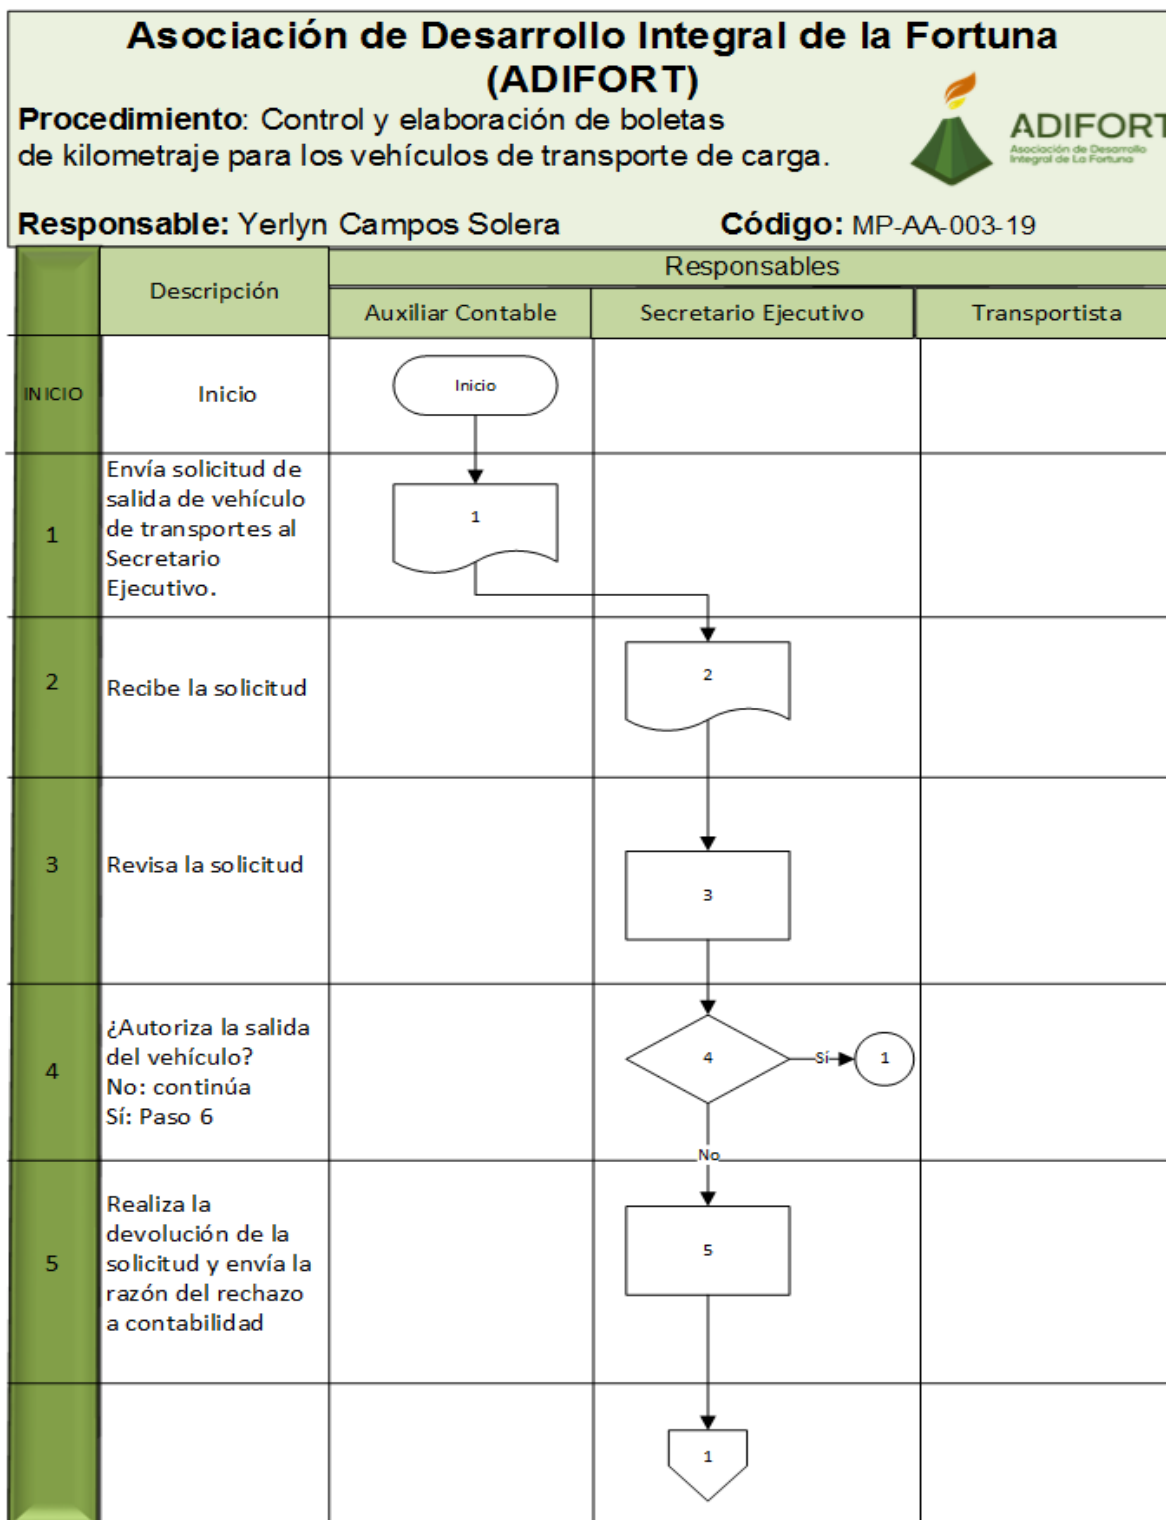 Asociación de Desarrollo Integral de la Fortuna
(ADIFORT)
Procedimiento: Control y elaboración de boletas
de kilometraje para los vehículos de transporte de carga.
ADIFORT
Asociación de Desarrollo
Integral de La Fortuna
Responsable: Yerlyn Campos Solera
Código: MP-AA-003-19
Descripción
Responsables
Auxiliar Contable
Secretario Ejecutivo
Transportista
INICIO
Inicio
Inicio
1
Envía solicitud de
salida de vehículo
de transportes al
Secretario
Ejecutivo.
1
2
Recibe la solicitud
2
3
Revisa la solicitud
3
4
¿Autoriza la salida
del vehículo?
No: continúa
Sí: Paso 6
4
Sí
1
No
5
Realiza la
devolución de la
solicitud y envía la
razón del rechazo
a contabilidad
5
1